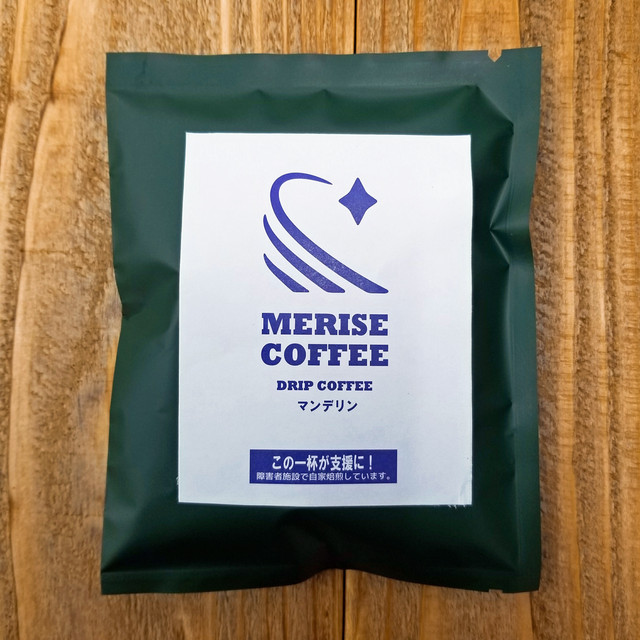 MERISE
COFFEE
DRIP COFFEE
マンデリン
この一杯が支援に！
障害者施設で自家焙煎しています。